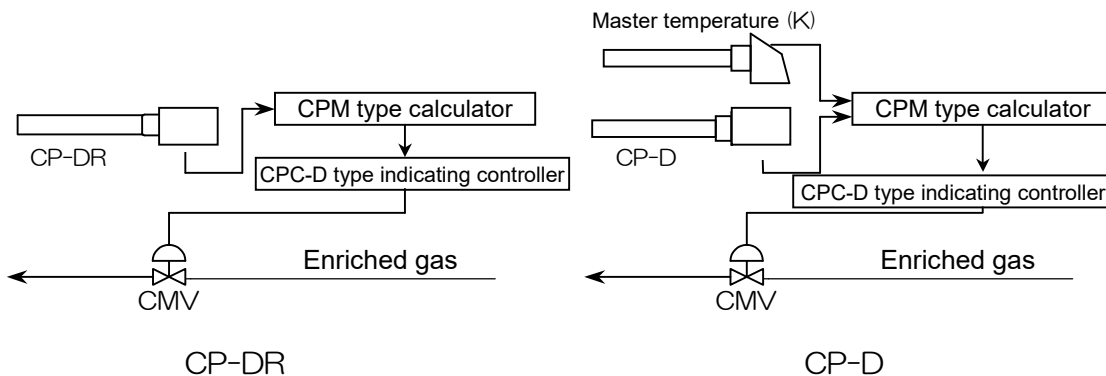 CPM type calculator
CP-DR
CPC-D type indicating controller
Enriched gas
CMV
CP-DR
Master temperature (K)
CPM type calculator
CP-D
CPC-D type indicating controller
Enriched gas
CMV
CP-D